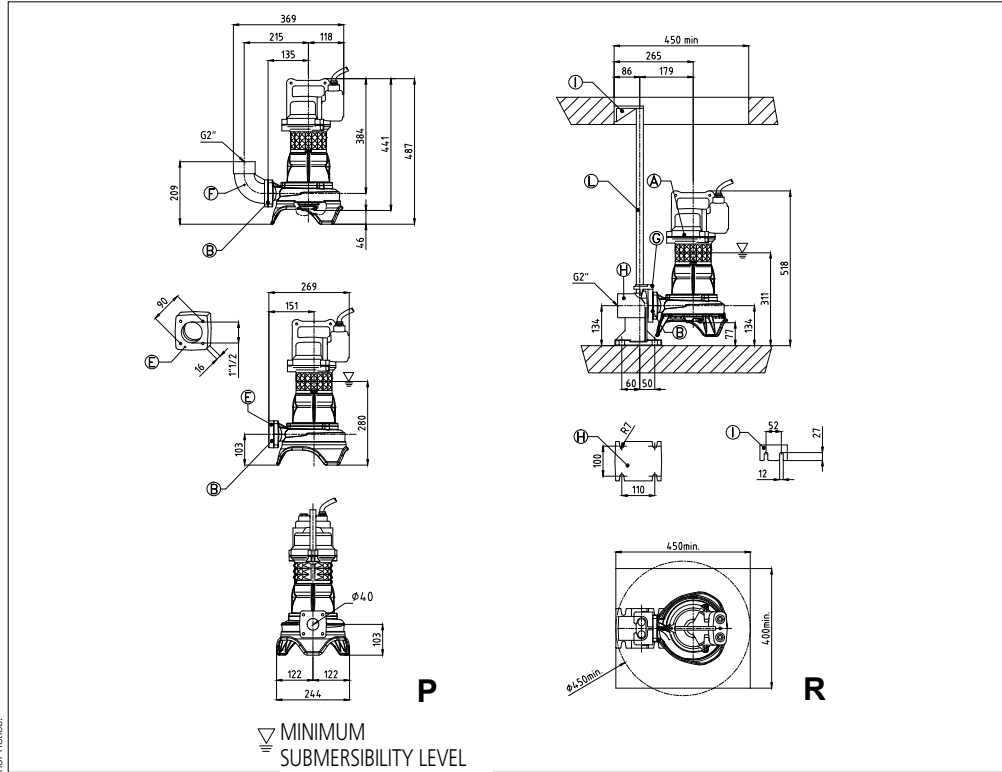 369
215
118
135
G2"
F
B
209
384
441
487
46
450 min
265
86
179
I
L
A
G
H
G2"
B
134
60
50
77
134
311
518
269
151
90
E
16
1"1/2
E
B
103
280
H
R7
100
110
I
52
27
12
Ø40
103
122
122
244
P
450min.
400min.
Ø450min.
R
MINIMUM
SUBMERSIBILITY LEVEL